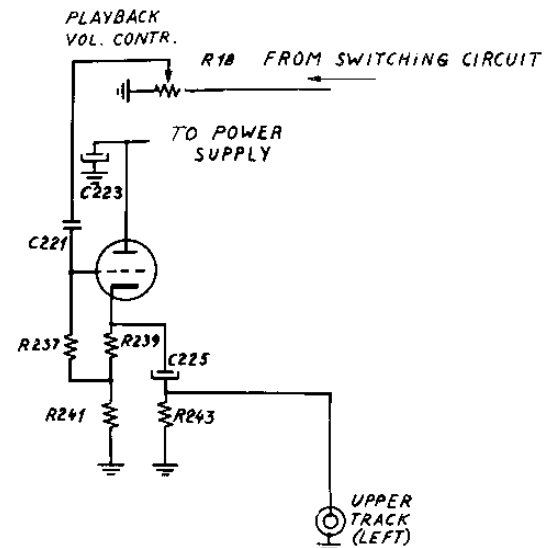 PLAYBACK
VOL. CONTR.
R18 FROM SWITCHING CIRCUIT
TO POWER
SUPPLY
C223
C221
R237
R239
C225
R241
R243
UPPER
TRACK
(LEFT)